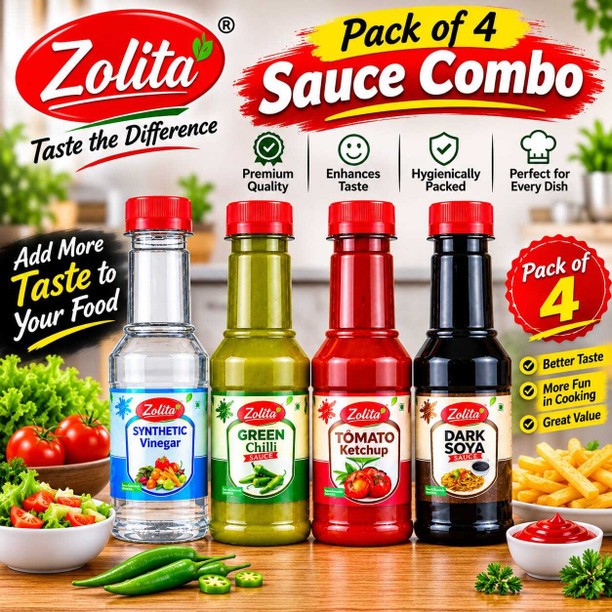 Zolita®
Taste the Difference
Pack of 4
Sauce Combo
Premium
Quality
Enhances
Taste
Hygienically
Packed
Perfect for
Every Dish
Add More
Taste to
Your Food
Pack of
4
Better Taste
More Fun
in Cooking
Great Value
Zolita
SYNTHETIC
Vinegar
Zolita
GREEN
Chilli
SAUCE
Zolita
TÔMATO
Ketchup
Zolita
DARK
SOYA
SAUCE